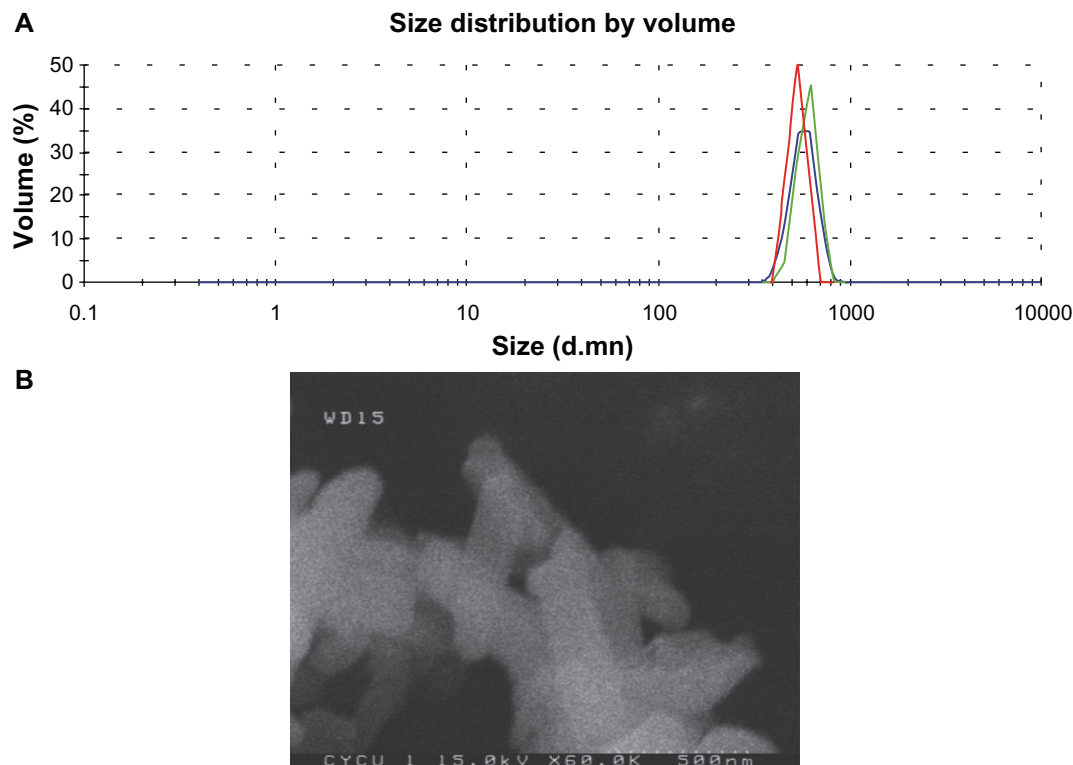 A
Size distribution by volume
Volume (%)
50
40
30
20
10
0
0.1 1 10 100 1000 10000
Size (d.mn)
B
WD15
CYCU 1 15.0kV X60.0K 500nm